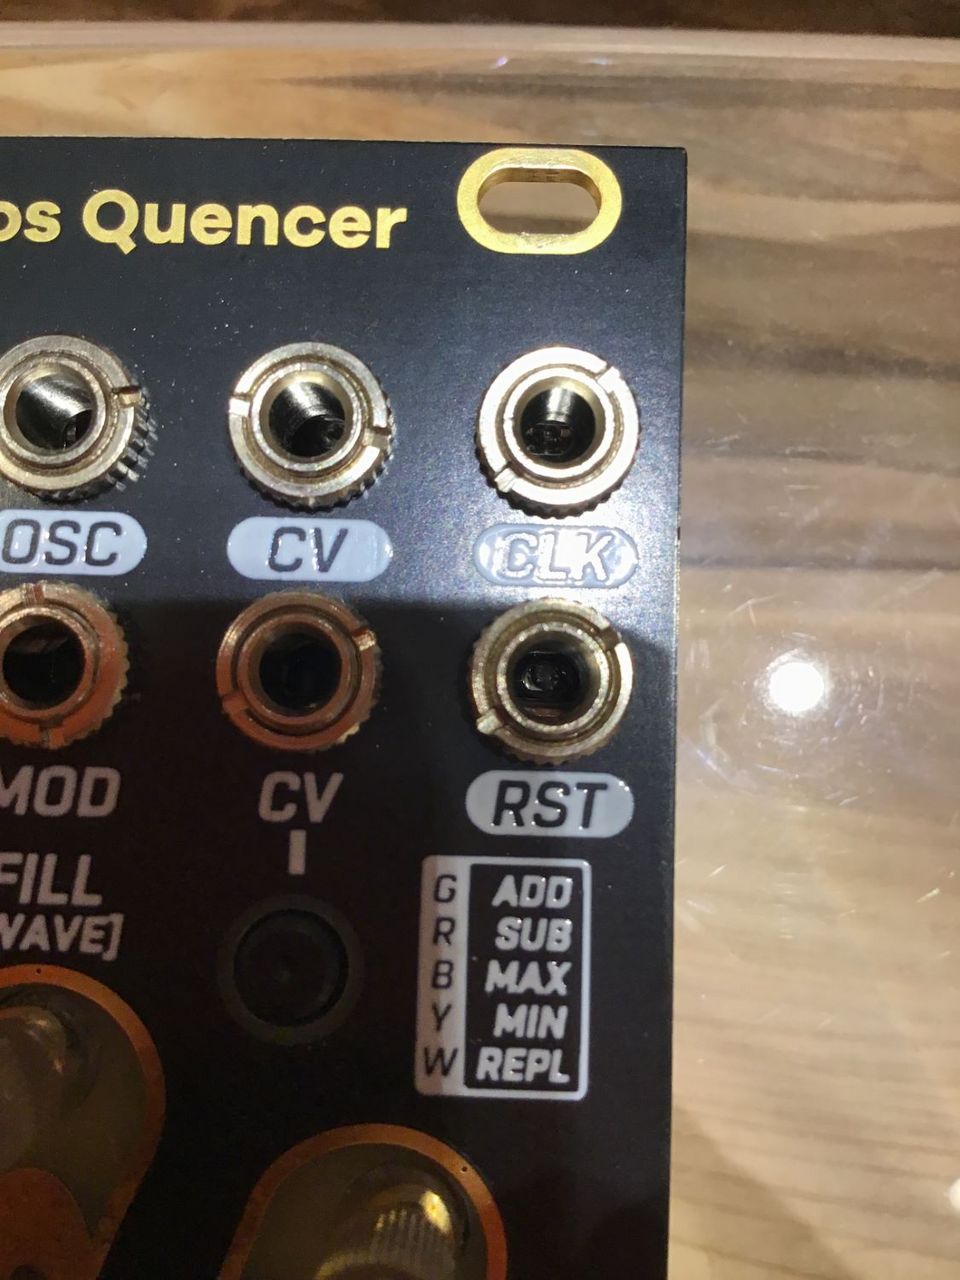 os Quencer
OSC CV CLK
MOD CV RST
FILL
WAVE]
G ADD
R SUB
B MAX
Y MIN
W REPL